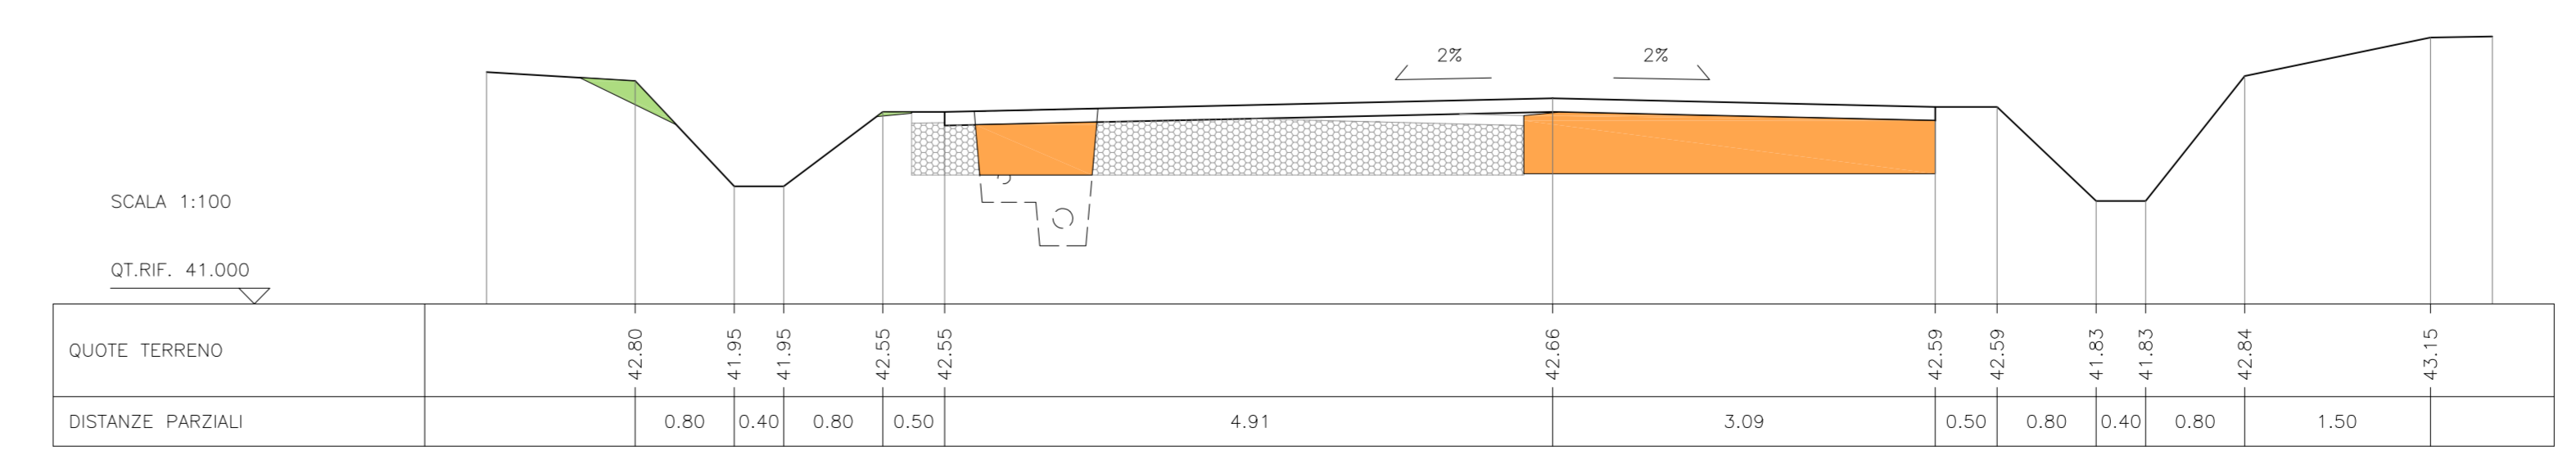 2% 2%
SCALA 1:100
QT.RIF. 41.000
QUOTE TERRENO 42.80 41.95 41.95 42.55 42.55 42.66 42.59 42.59 41.83 41.83 42.84 43.15
DISTANZE PARZIALI 0.80 0.40 0.80 0.50 4.91 3.09 0.50 0.80 0.40 0.80 1.50